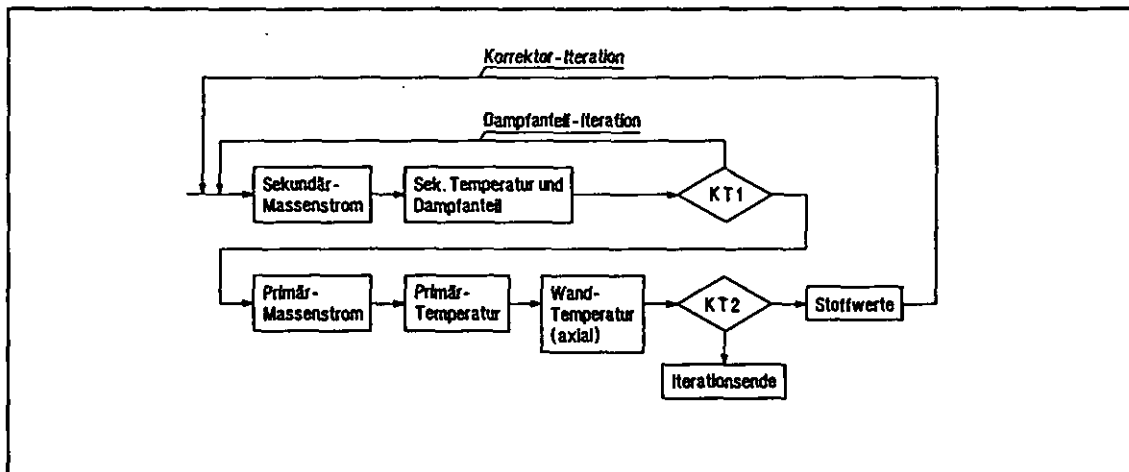 Korrektor-Iteration
Dampfanteil-Iteration
Sekundär-
Massenstrom
Sek. Temperatur und
Dampfanteil
KT1
Primär-
Massenstrom
Primär-
Temperatur
Wand-
Temperatur
(axial)
KT2
Stoffwerte
Iterationsende